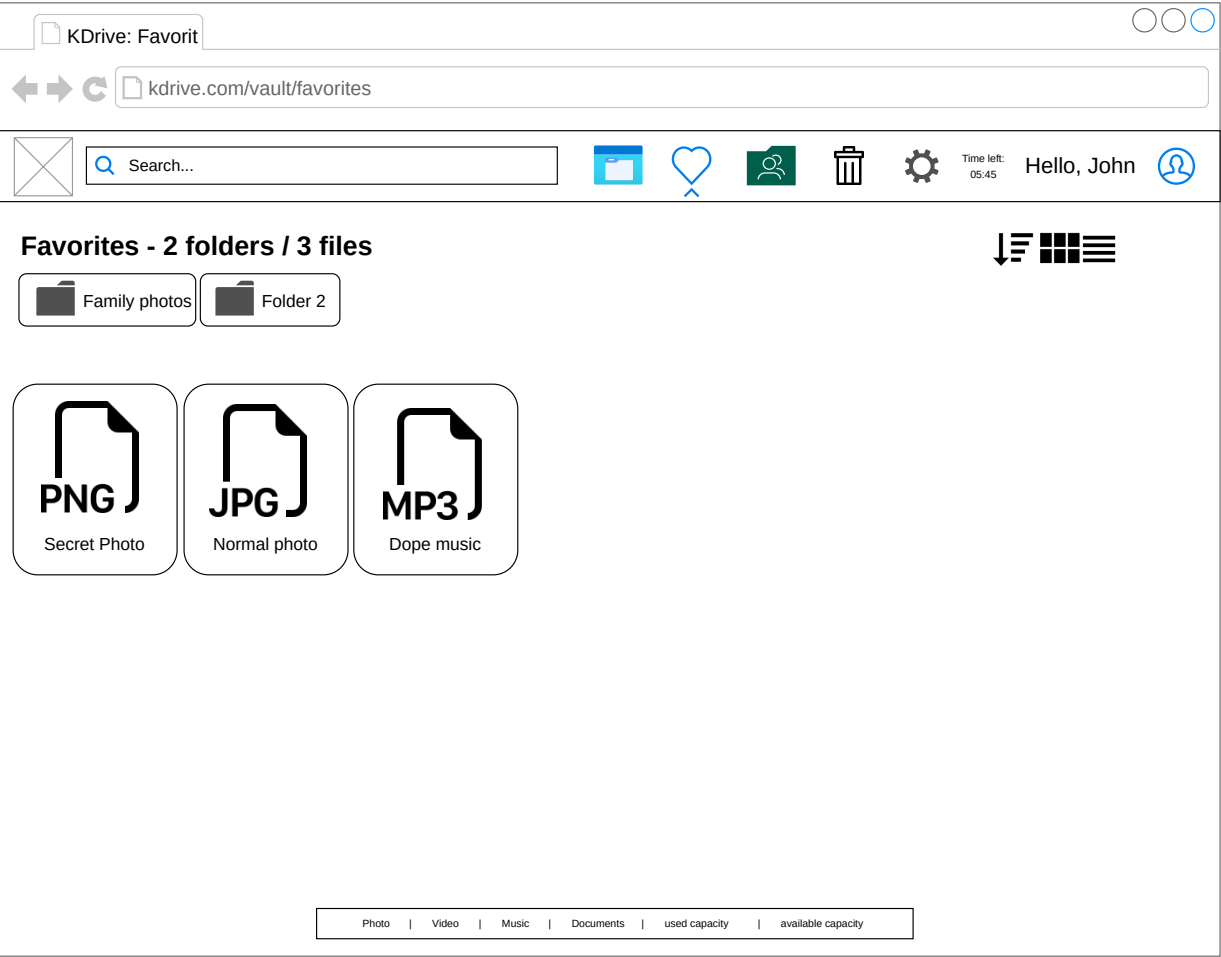 KDrive: Favorit
kdrive.com/vault/favorites
Search...
Time left:
05:45
Hello, John
Favorites - 2 folders / 3 files
Family photos
Folder 2
PNG
JPG
MP3
Secret Photo
Normal photo
Dope music
Photo | Video | Music | Documents | used capacity | available capacity